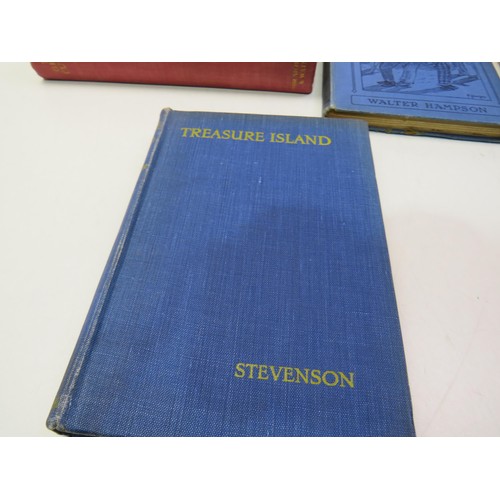 WALTER HAMPSON
TREASURE ISLAND
STEVENSON